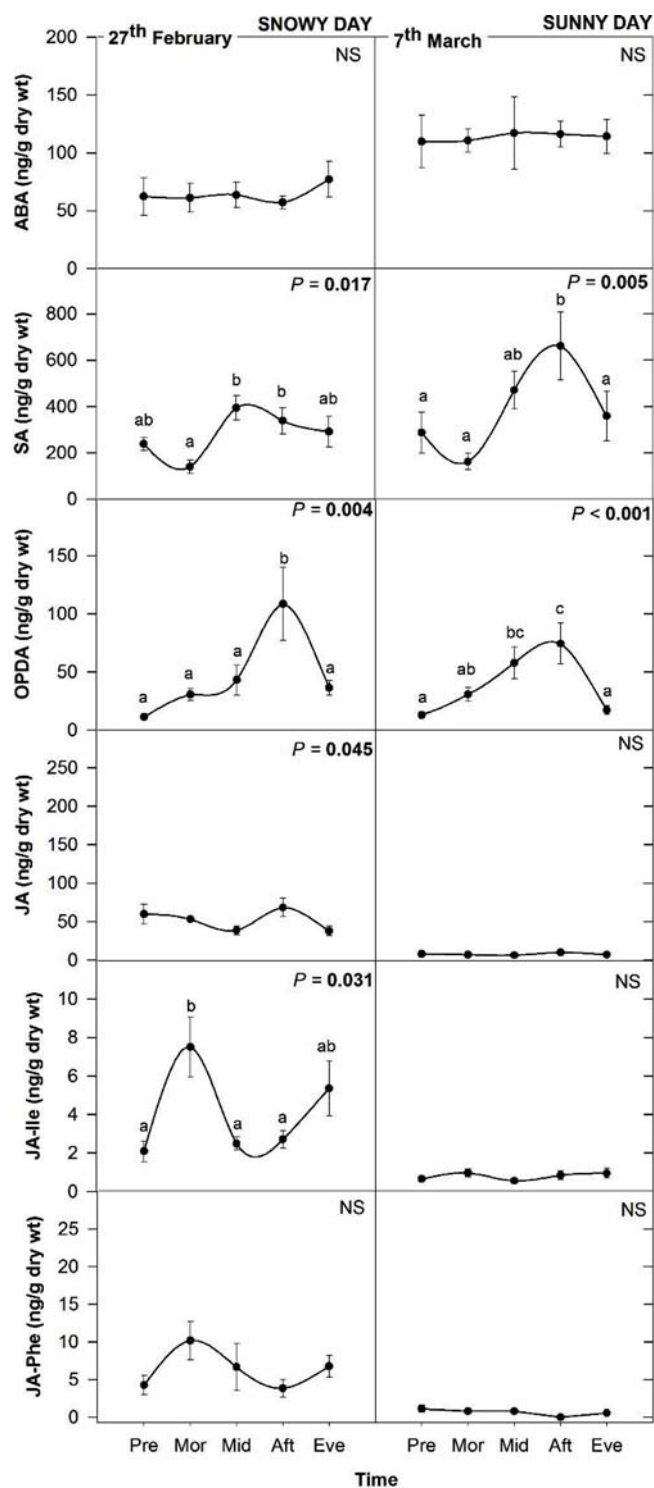 SNOWY DAY SUNNY DAY
27th February 7th March
ABA (ng/g dry wt)
200
150
100
50
0
NS
NS
SA (ng/g dry wt)
800
600
400
200
0
P = 0.017
ab a b b ab
P = 0.005
a a ab b a
OPDA (ng/g dry wt)
150
100
50
0
P = 0.004
a a a b a
P < 0.001
a ab bc c a
JA (ng/g dry wt)
250
200
150
100
50
0
P = 0.045
NS
JA-Ile (ng/g dry wt)
10
8
6
4
2
0
P = 0.031
a b a a ab
NS
JA-Phe (ng/g dry wt)
25
20
15
10
5
0
NS
NS
Pre Mor Mid Aft Eve Pre Mor Mid Aft Eve
Time